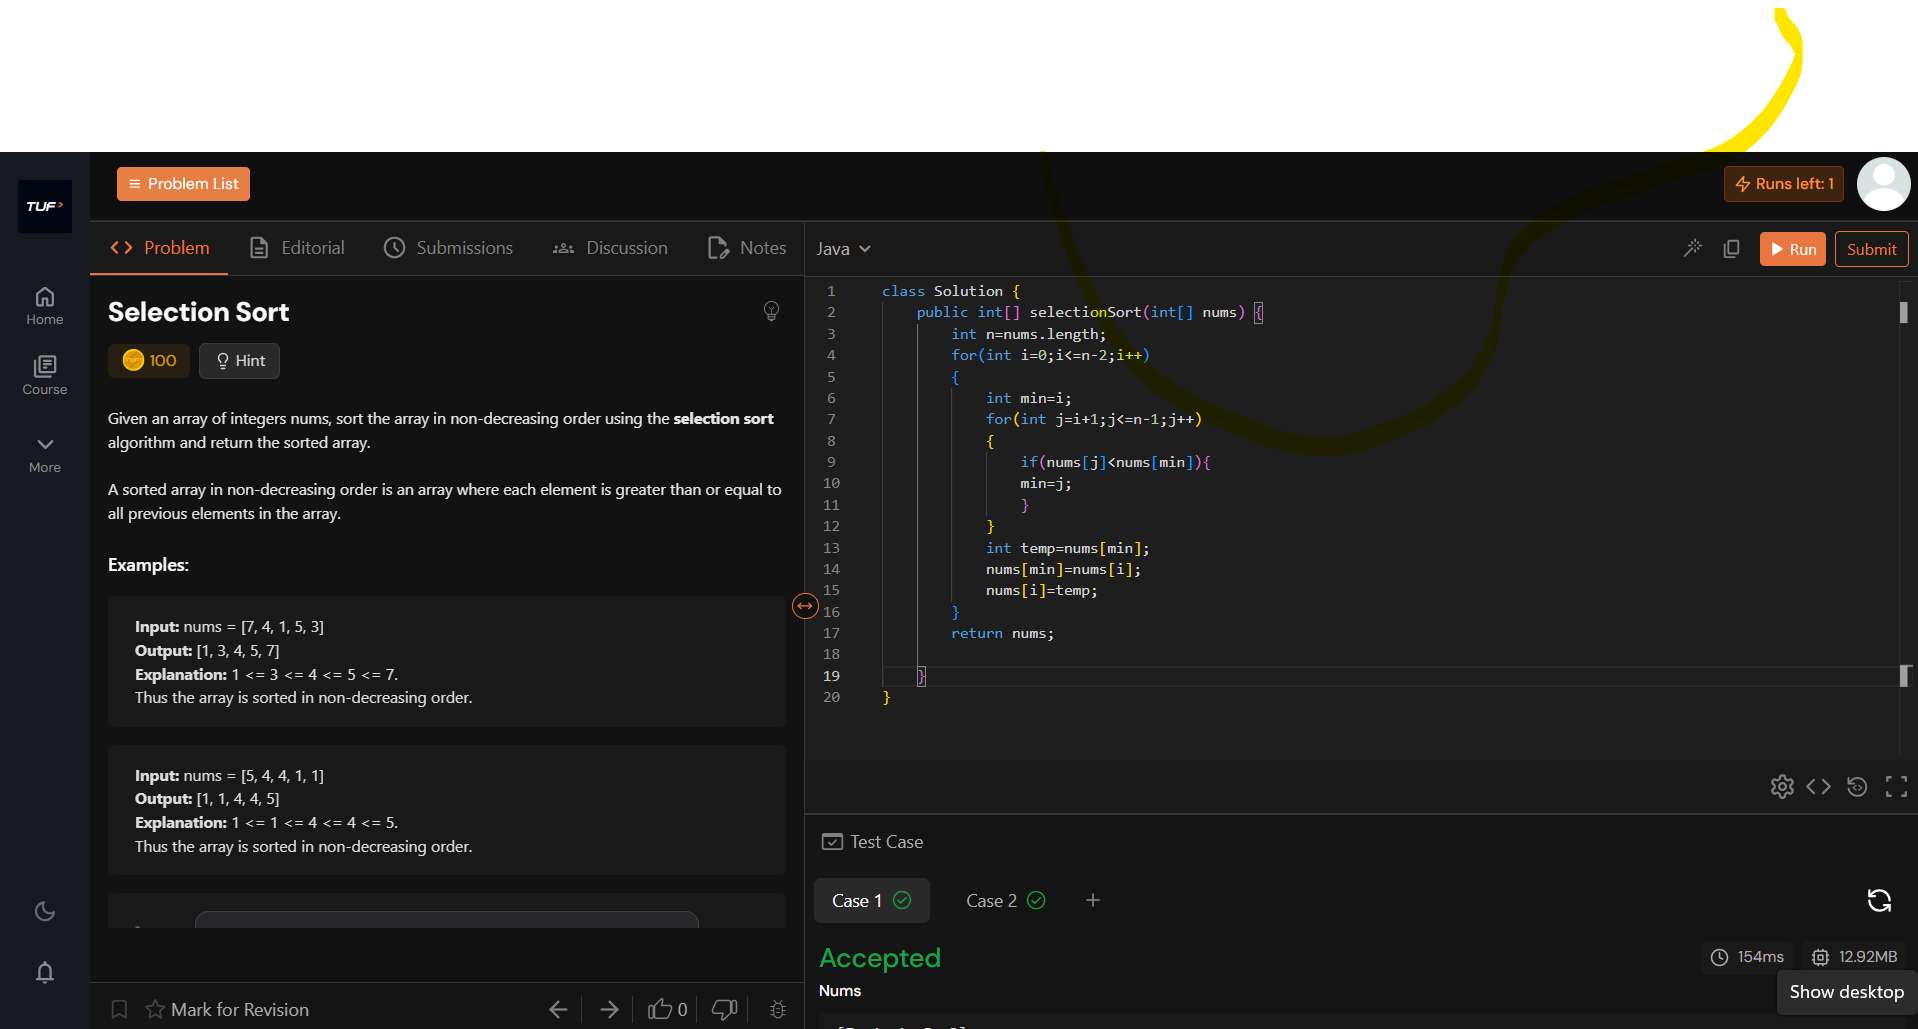 Problem List
Runs left: 1
TUF
Problem
Editorial
Submissions
Discussion
Notes
Java
Run
Submit
Home
Course
More
Selection Sort
100
Hint
Given an array of integers nums, sort the array in non-decreasing order using the selection sort
algorithm and return the sorted array.
A sorted array in non-decreasing order is an array where each element is greater than or equal to
all previous elements in the array.
Examples:
Input: nums = [7, 4, 1, 5, 3]
Output: [1, 3, 4, 5, 7]
Explanation: 1 <= 3 <= 4 <= 5 <= 7.
Thus the array is sorted in non-decreasing order.
Input: nums = [5, 4, 4, 1, 1]
Output: [1, 1, 4, 4, 5]
Explanation: 1 <= 1 <= 4 <= 4 <= 5.
Thus the array is sorted in non-decreasing order.
Mark for Revision
0
1 class Solution {
2 public int[] selectionSort(int[] nums) {
3 int n=nums.length;
4 for(int i=0;i<=n-2;i++)
5 {
6 int min=i;
7 for(int j=i+1;j<=n-1;j++)
8 {
9 if(nums[j]<nums[min]){
10 min=j;
11 }
12 }
13 int temp=nums[min];
14 nums[min]=nums[i];
15 nums[i]=temp;
16 }
17 return nums;
18
19 }
20 }
Test Case
Case 1
Case 2
Accepted
154ms
12.92MB
Nums
Show desktop